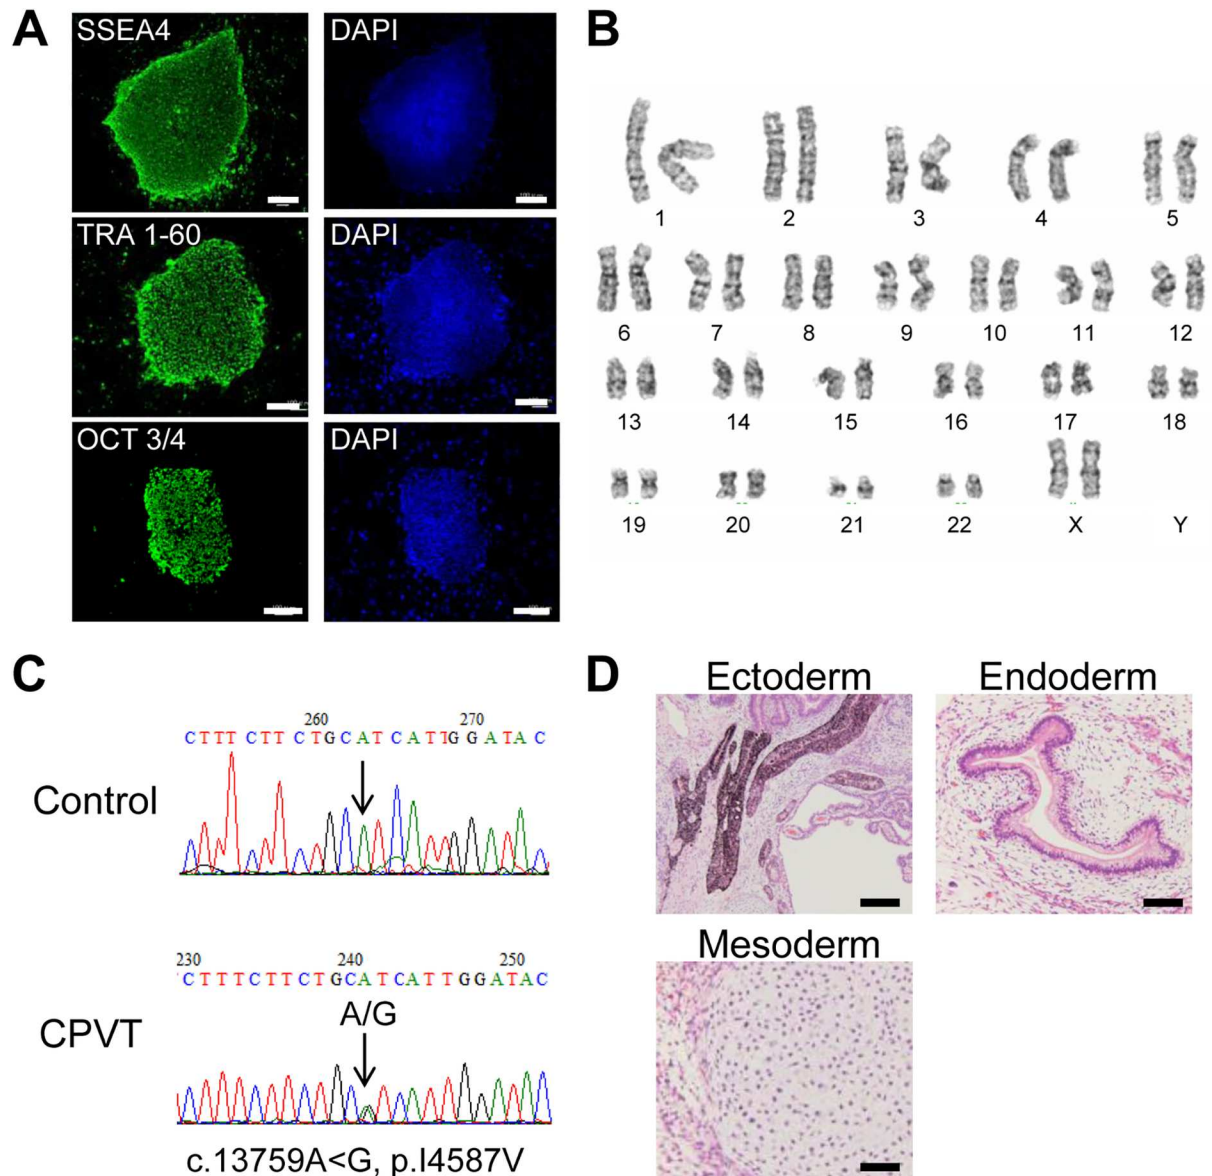 A
SSEA4
DAPI
TRA 1-60
DAPI
OCT 3/4
DAPI
B
1 2 3 4 5
6 7 8 9 10 11 12
13 14 15 16 17 18
19 20 21 22 X Y
C
260 270
CTTTCTTCTGCATCATTGGATAC
Control
230 240 250
CTTTCTTCTGCATCATTGGATAC
A/G
CPVT
c.13759A<G, p.I4587V
D
Ectoderm
Endoderm
Mesoderm